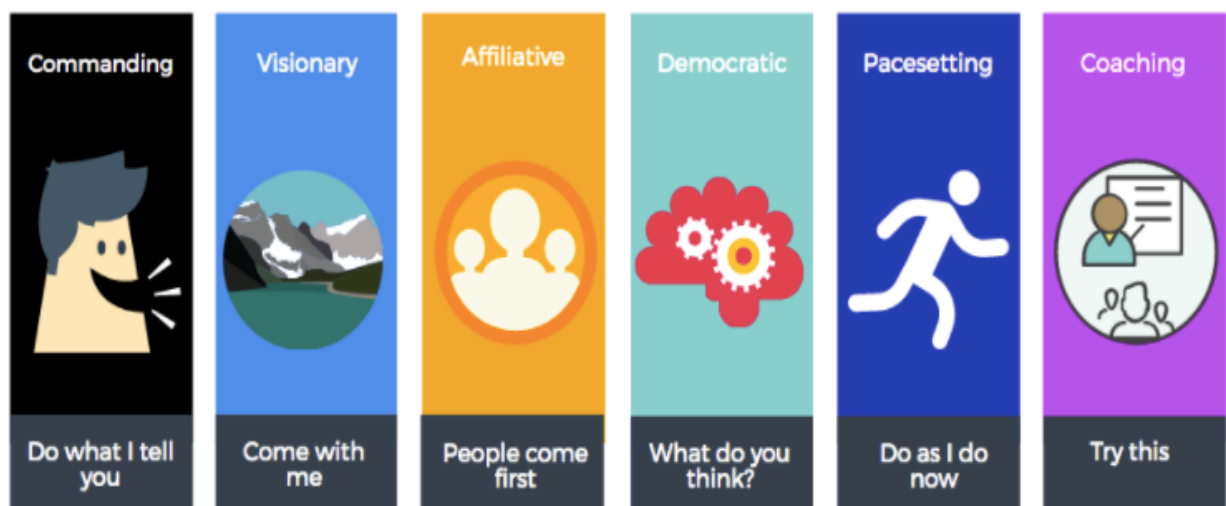 Commanding
Visionary
Affiliative
Democratic
Pacesetting
Coaching
Do what I tell
you
Come with
me
People come
first
What do you
think?
Do as I do
now
Try this